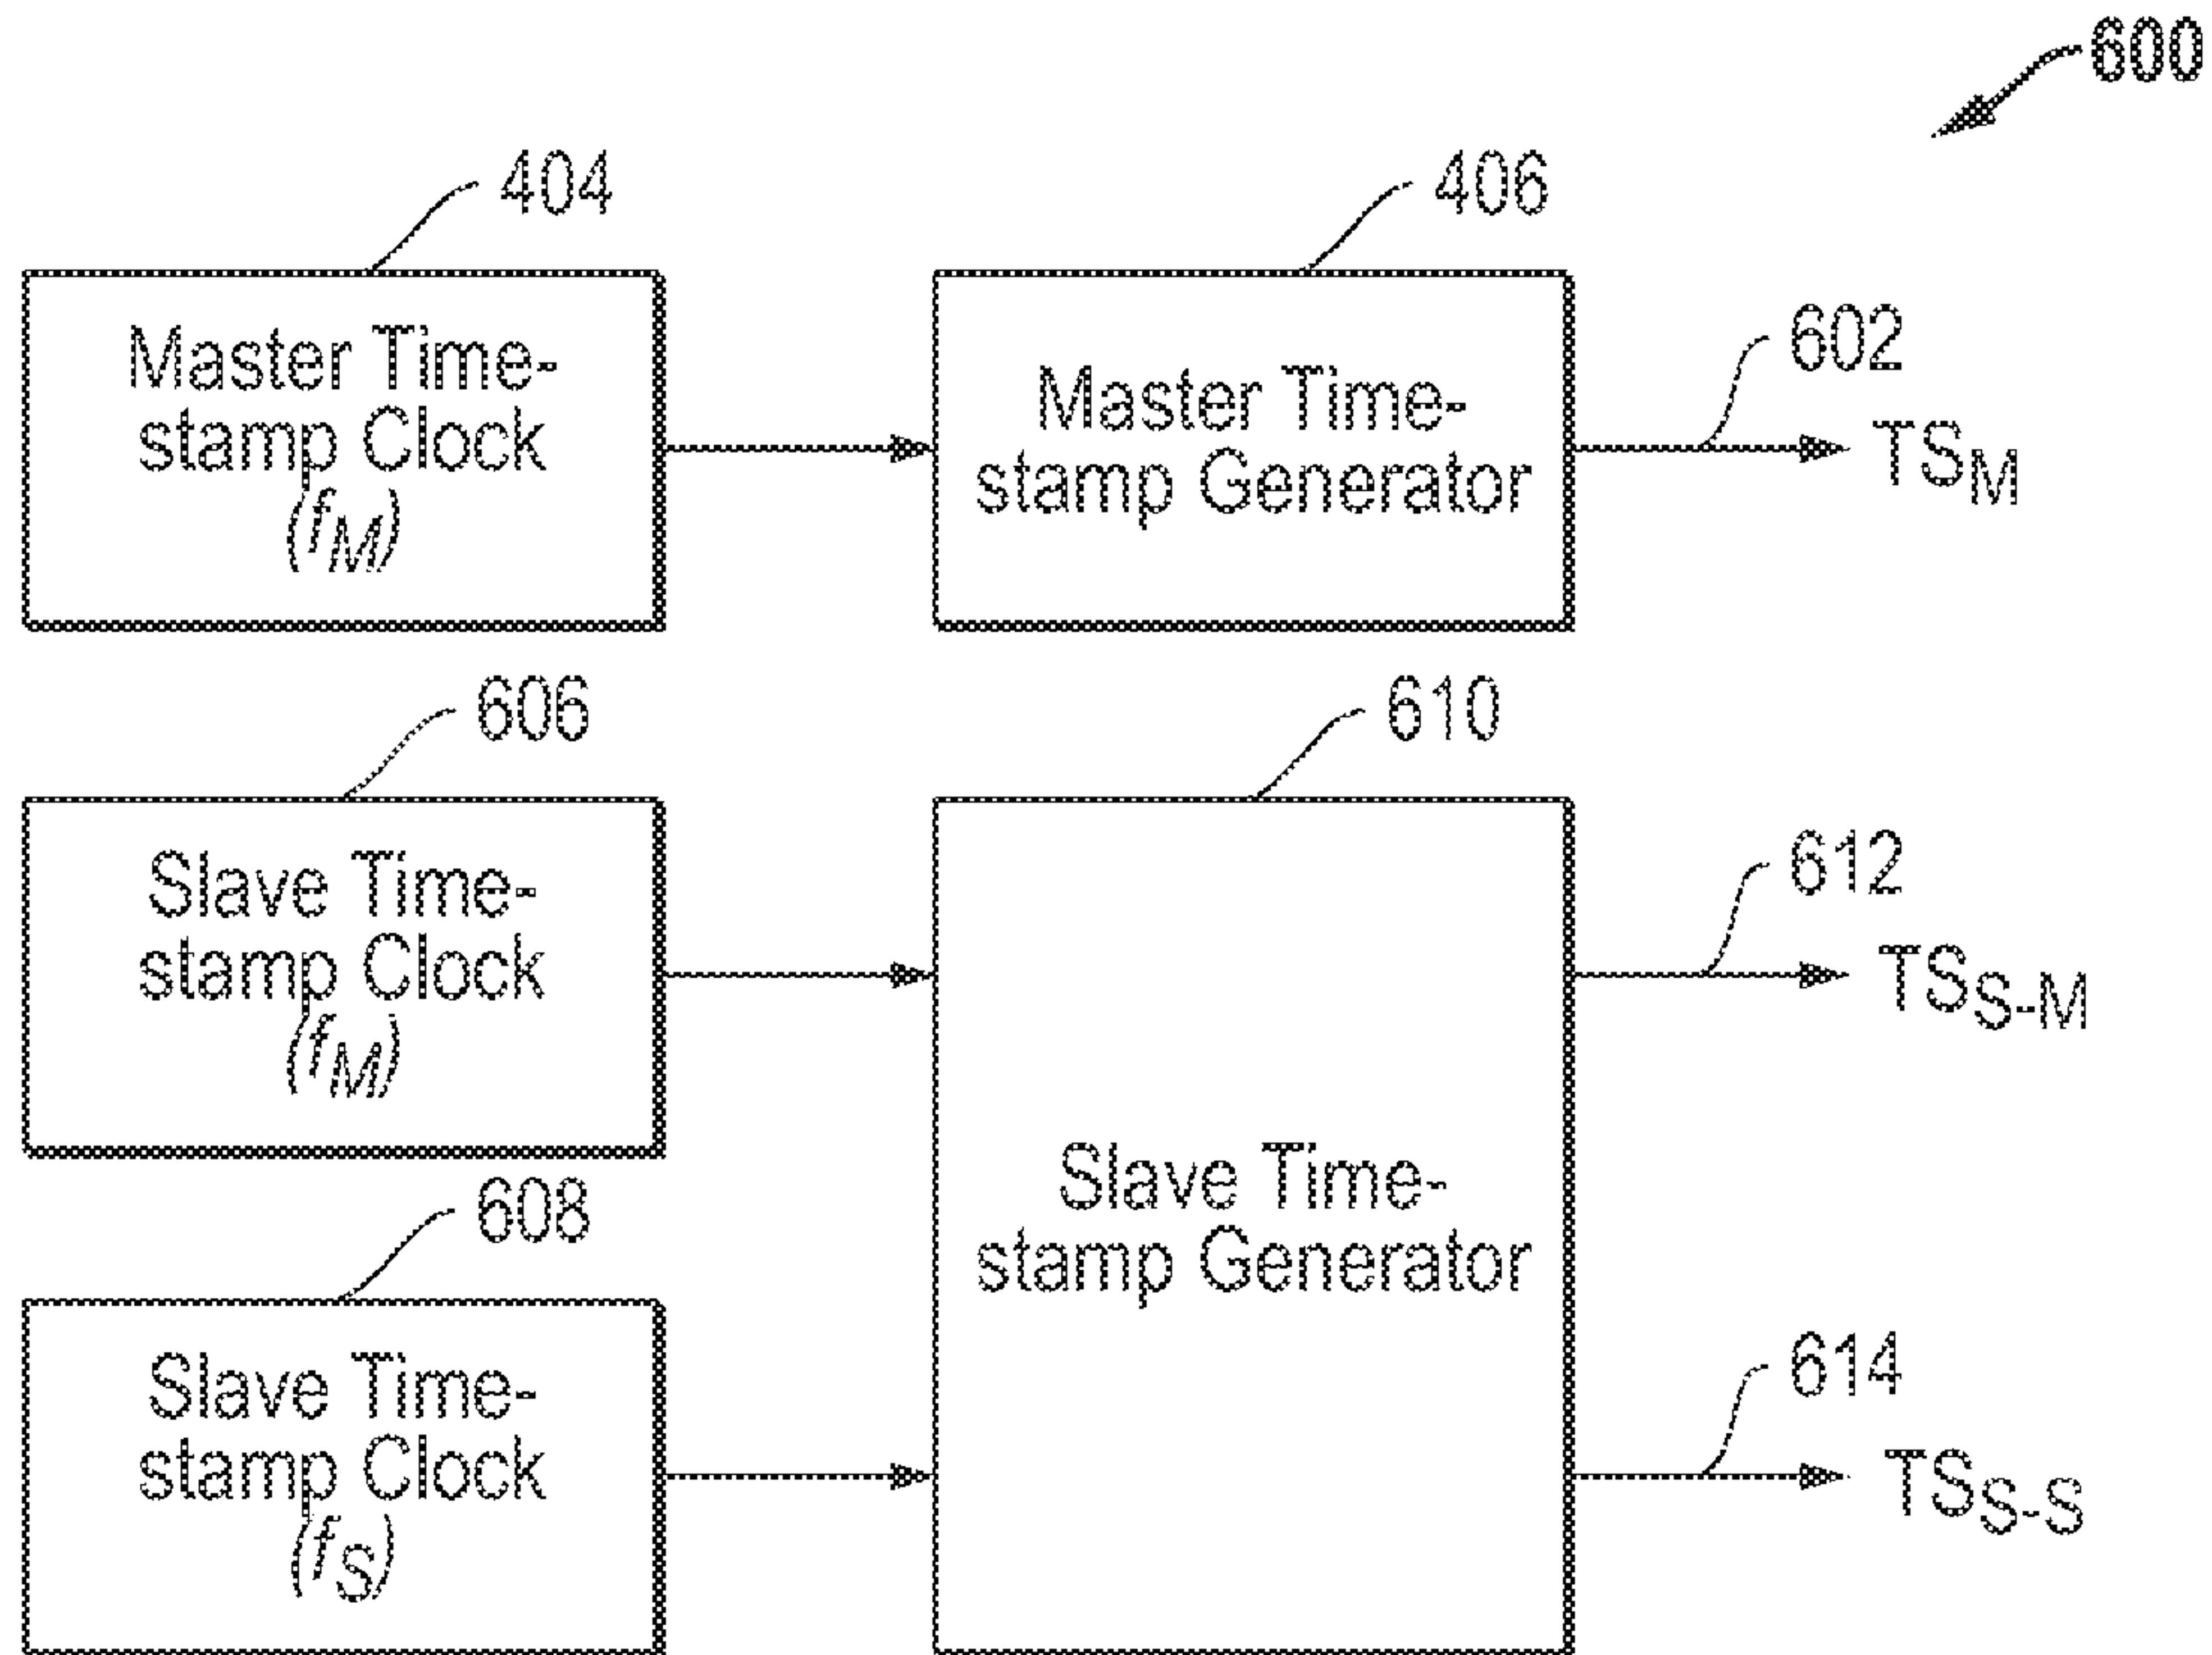 600
404
406
Master Time-
stamp Clock
(fM)
Master Time-
stamp Generator
602
TSM
606
610
Slave Time-
stamp Clock
(fM)
612
TSS-M
Slave Time-
stamp Generator
608
Slave Time-
stamp Clock
(fS)
614
TSS-S